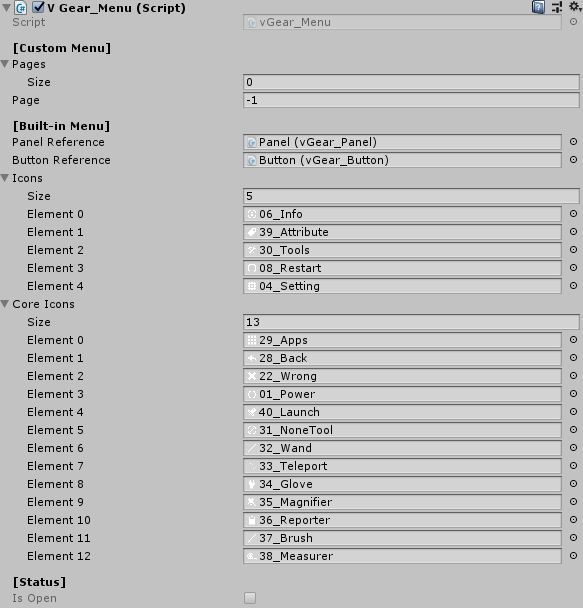 V Gear_Menu (Script)
Script vGear_Menu
[Custom Menu]
Pages
Size 0
Page -1
[Built-in Menu]
Panel Reference Panel (vGear_Panel)
Button Reference Button (vGear_Button)
Icons
Size 5
Element 0 06_Info
Element 1 39_Attribute
Element 2 30_Tools
Element 3 08_Restart
Element 4 04_Setting
Core Icons
Size 13
Element 0 29_Apps
Element 1 28_Back
Element 2 22_Wrong
Element 3 01_Power
Element 4 40_Launch
Element 5 31_NoneTool
Element 6 32_Wand
Element 7 33_Teleport
Element 8 34_Glove
Element 9 35_Magnifier
Element 10 36_Reporter
Element 11 37_Brush
Element 12 38_Measurer
[Status]
Is Open